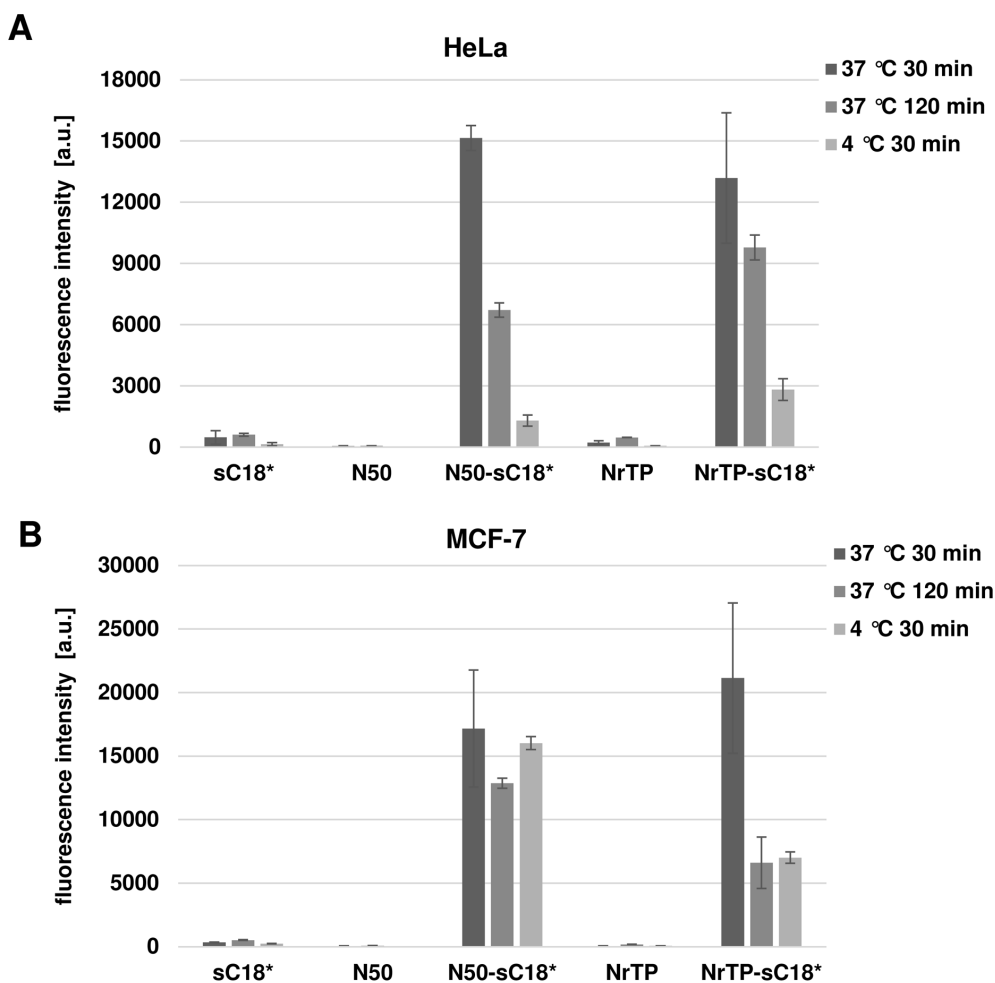 A
HeLa
18000
15000
12000
9000
6000
3000
0
fluorescence intensity [a.u.]
37 °C 30 min
37 °C 120 min
4 °C 30 min
sC18* N50 N50-sC18* NrTP NrTP-sC18*
B
MCF-7
30000
25000
20000
15000
10000
5000
0
fluorescence intensity [a.u.]
37 °C 30 min
37 °C 120 min
4 °C 30 min
sC18* N50 N50-sC18* NrTP NrTP-sC18*